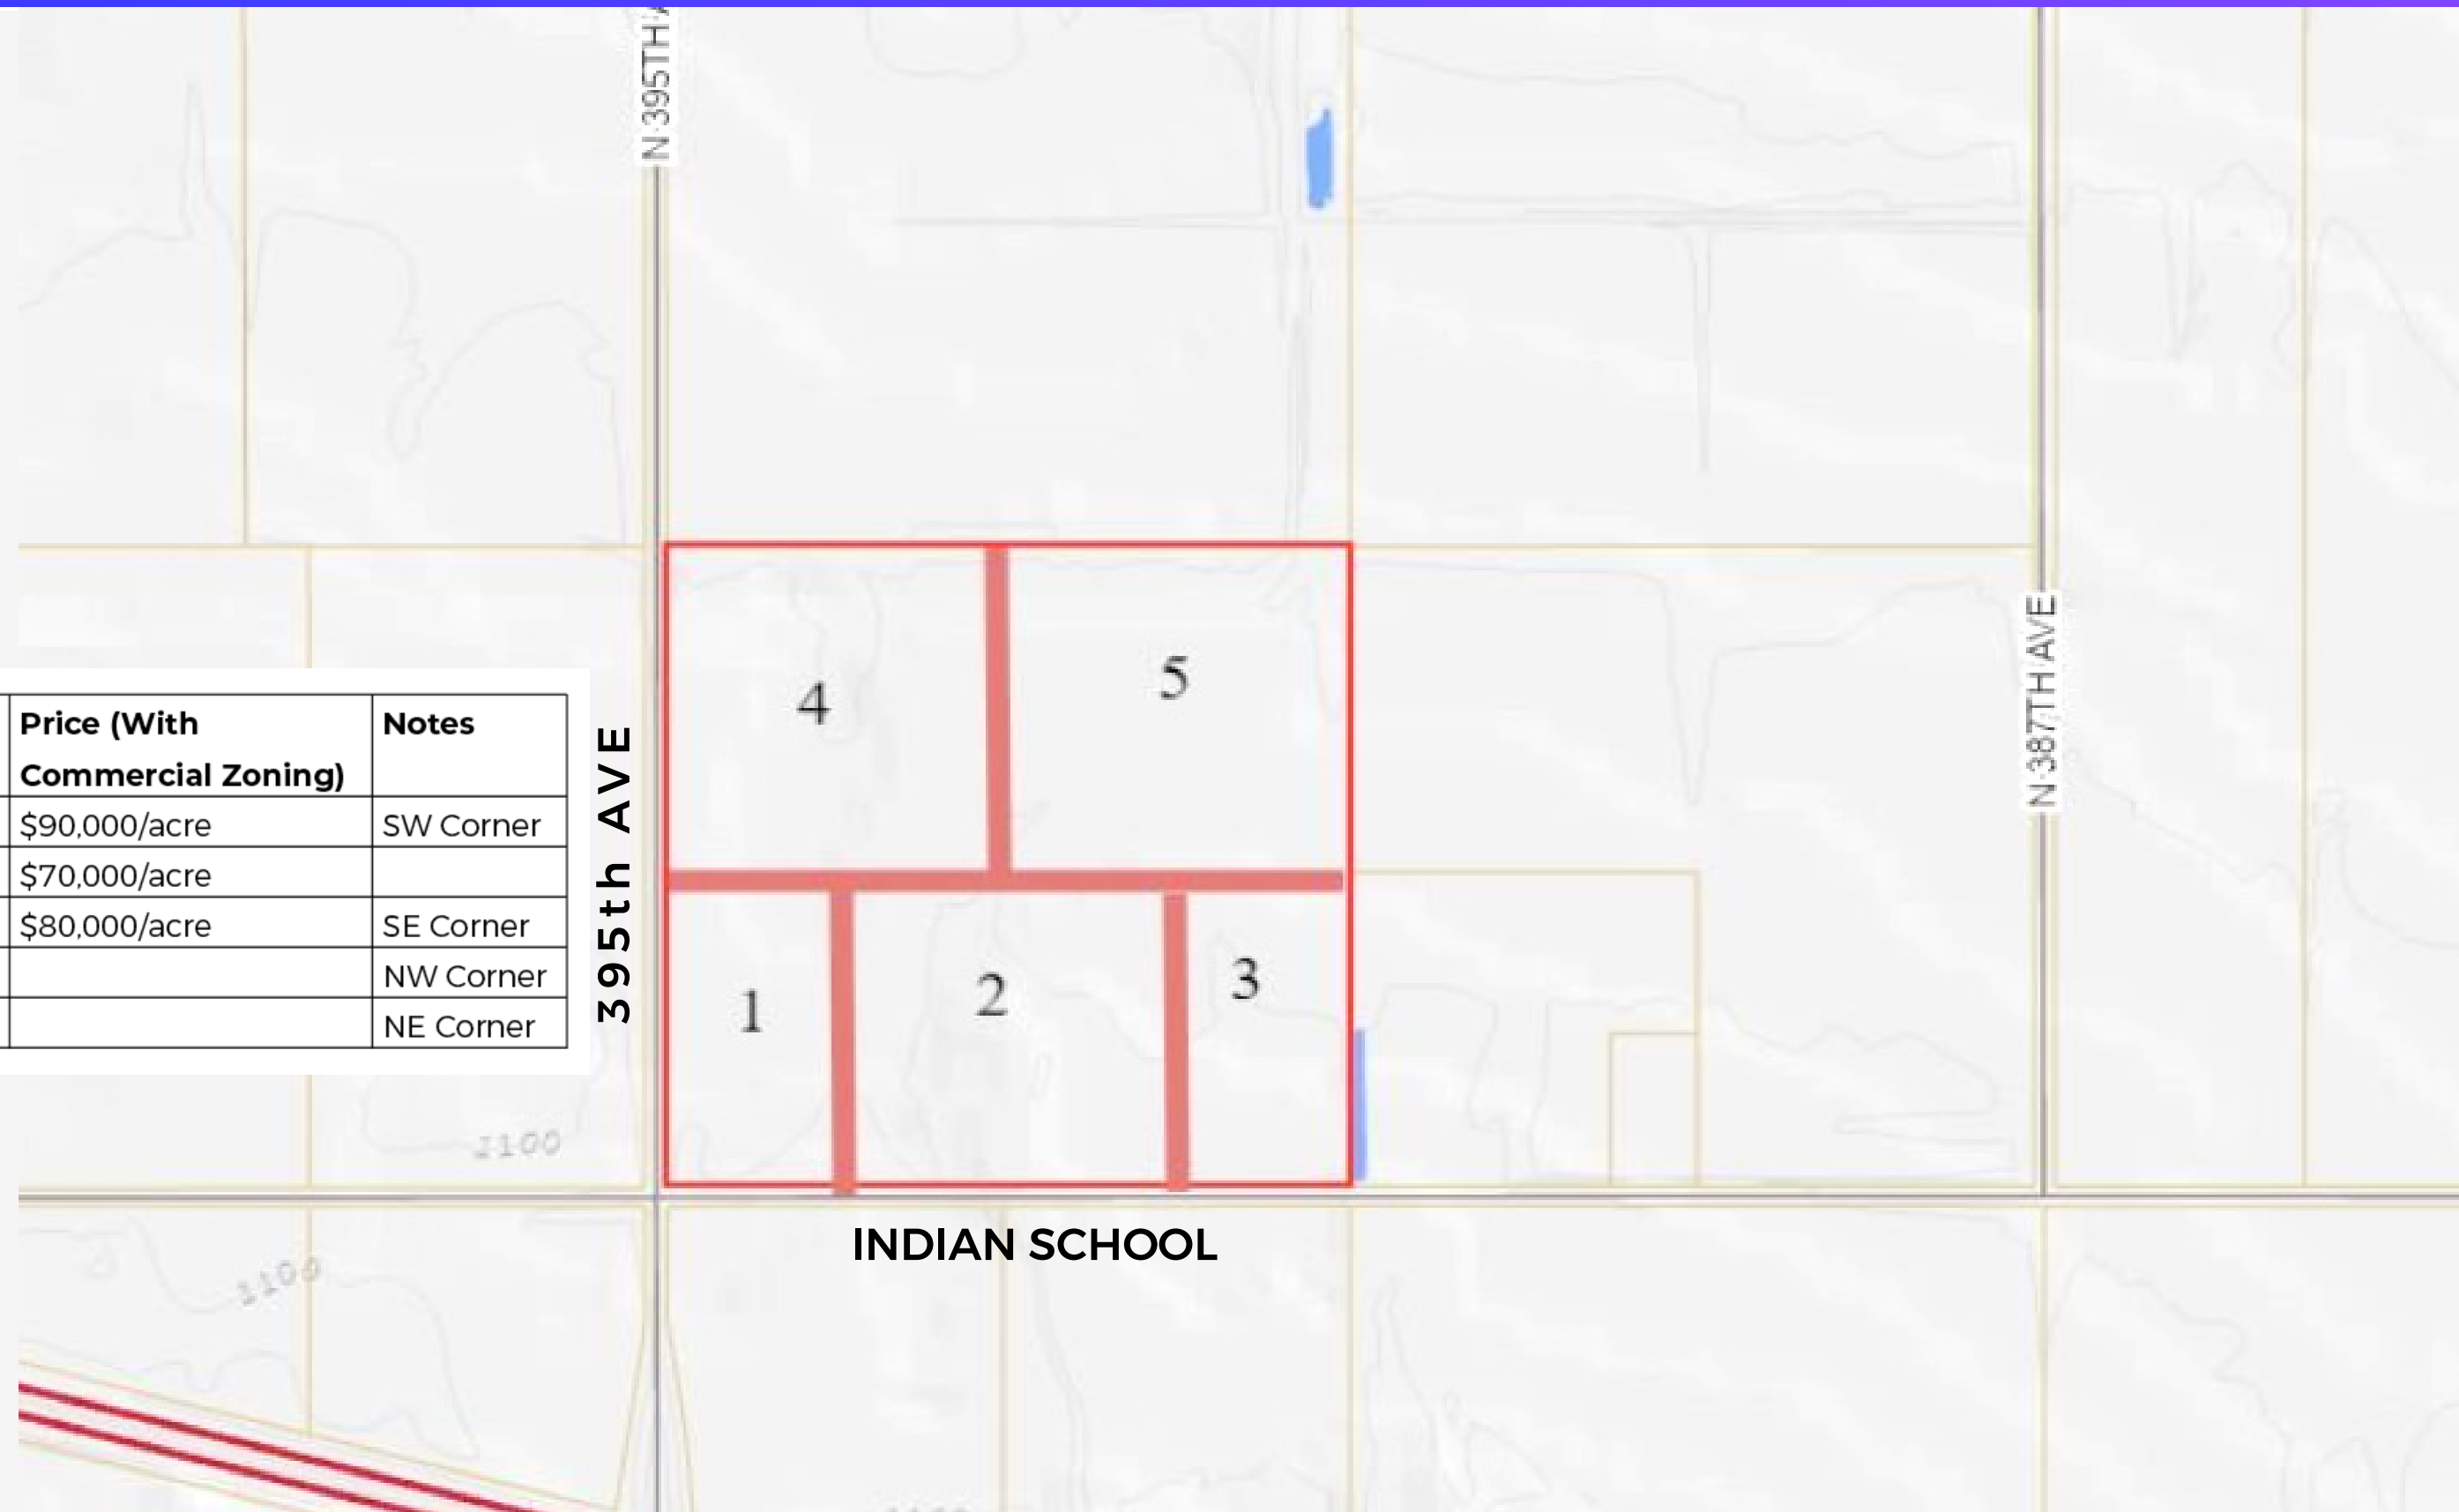 N 395TH
4
5
N 387TH AVE
Price (With
Commercial Zoning)
Notes
$90,000/acre
SW Corner
$70,000/acre
$80,000/acre
SE Corner
NW Corner
NE Corner
395th AVE
1
2
3
1100
INDIAN SCHOOL
1100